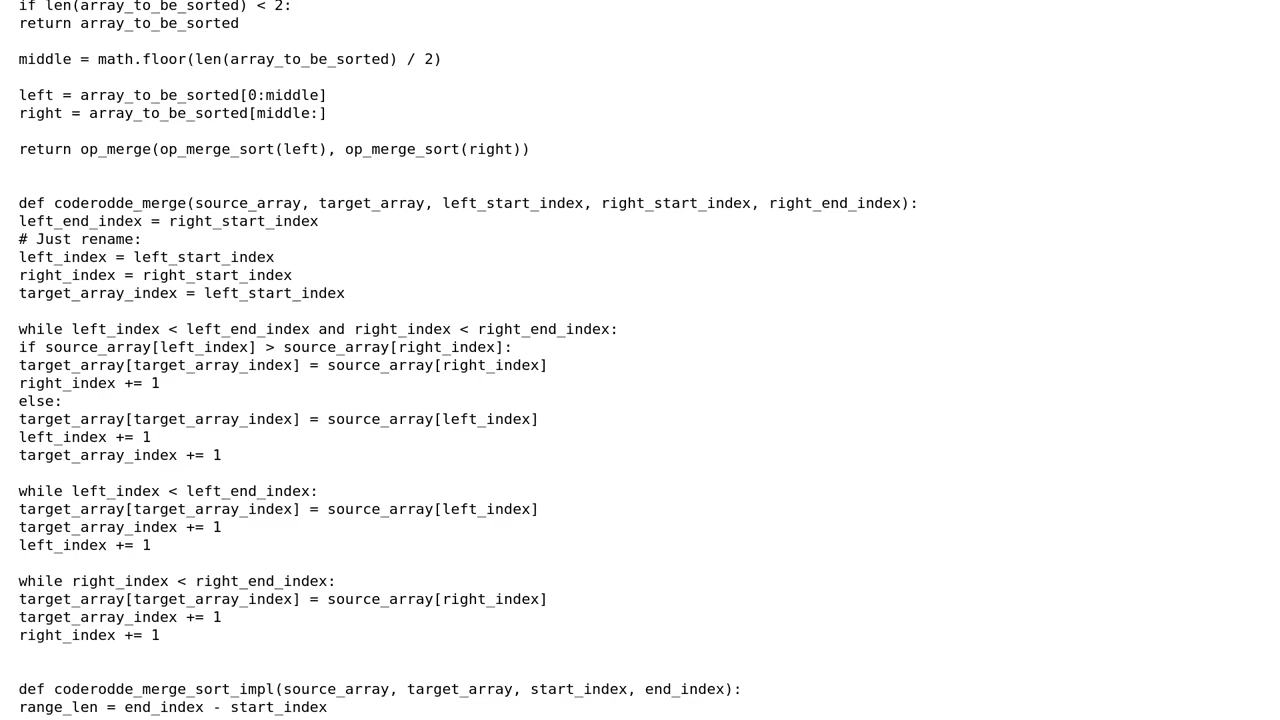 if len(array_to_be_sorted) < 2:
return array_to_be_sorted

middle = math.floor(len(array_to_be_sorted) / 2)

left = array_to_be_sorted[0:middle]
right = array_to_be_sorted[middle:]

return op_merge(op_merge_sort(left), op_merge_sort(right))


def coderodde_merge(source_array, target_array, left_start_index, right_start_index, right_end_index):
left_end_index = right_start_index
# Just rename:
left_index = left_start_index
right_index = right_start_index
target_array_index = left_start_index

while left_index < left_end_index and right_index < right_end_index:
if source_array[left_index] > source_array[right_index]:
target_array[target_array_index] = source_array[right_index]
right_index += 1
else:
target_array[target_array_index] = source_array[left_index]
left_index += 1
target_array_index += 1

while left_index < left_end_index:
target_array[target_array_index] = source_array[left_index]
target_array_index += 1
left_index += 1

while right_index < right_end_index:
target_array[target_array_index] = source_array[right_index]
target_array_index += 1
right_index += 1


def coderodde_merge_sort_impl(source_array, target_array, start_index, end_index):
range_len = end_index - start_index